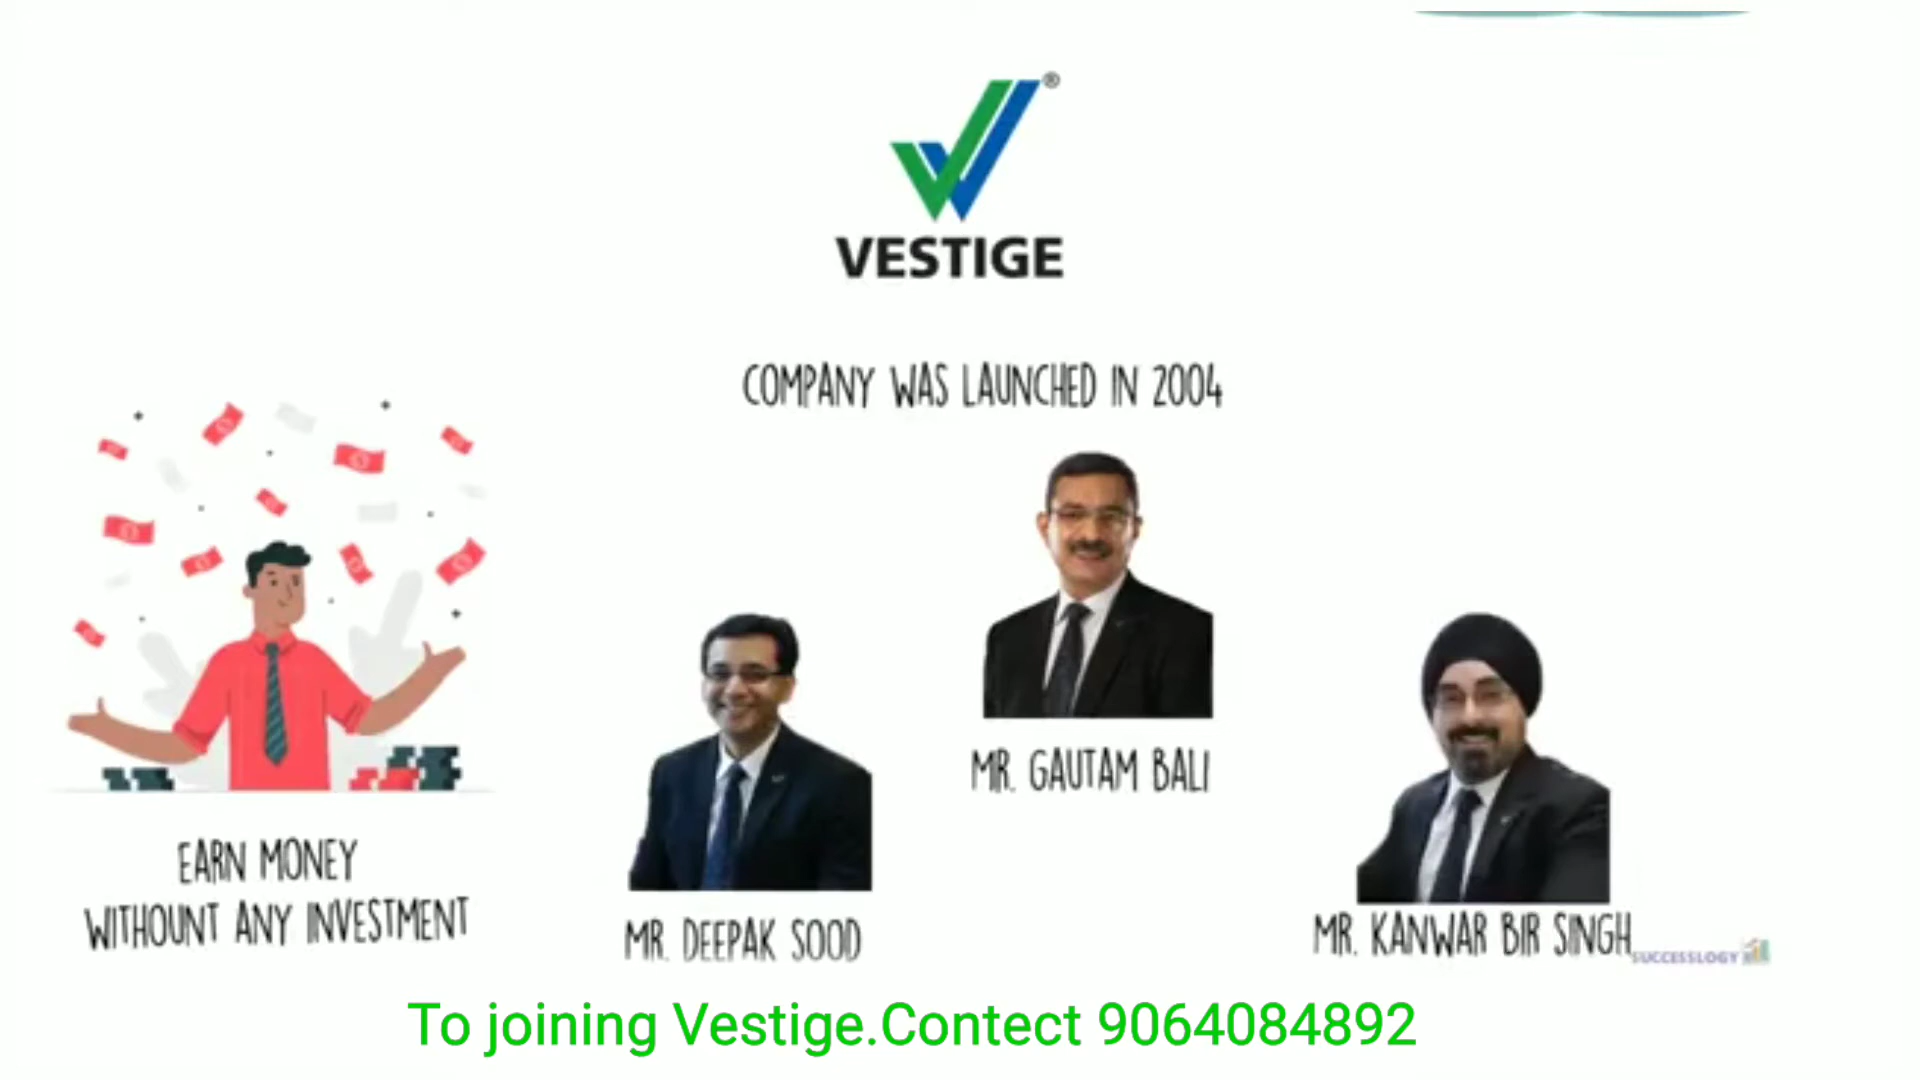 ®
VESTIGE
COMPANY WAS LAUNCHED IN 2004
MR. GAUTAM BALI
EARN MONEY
WITHOUNT ANY INVESTMENT
MR. DEEPAK SOOD
MR. KANWAR BIR SINGH
SUCCESSLOGY
To joining Vestige.Contect 9064084892